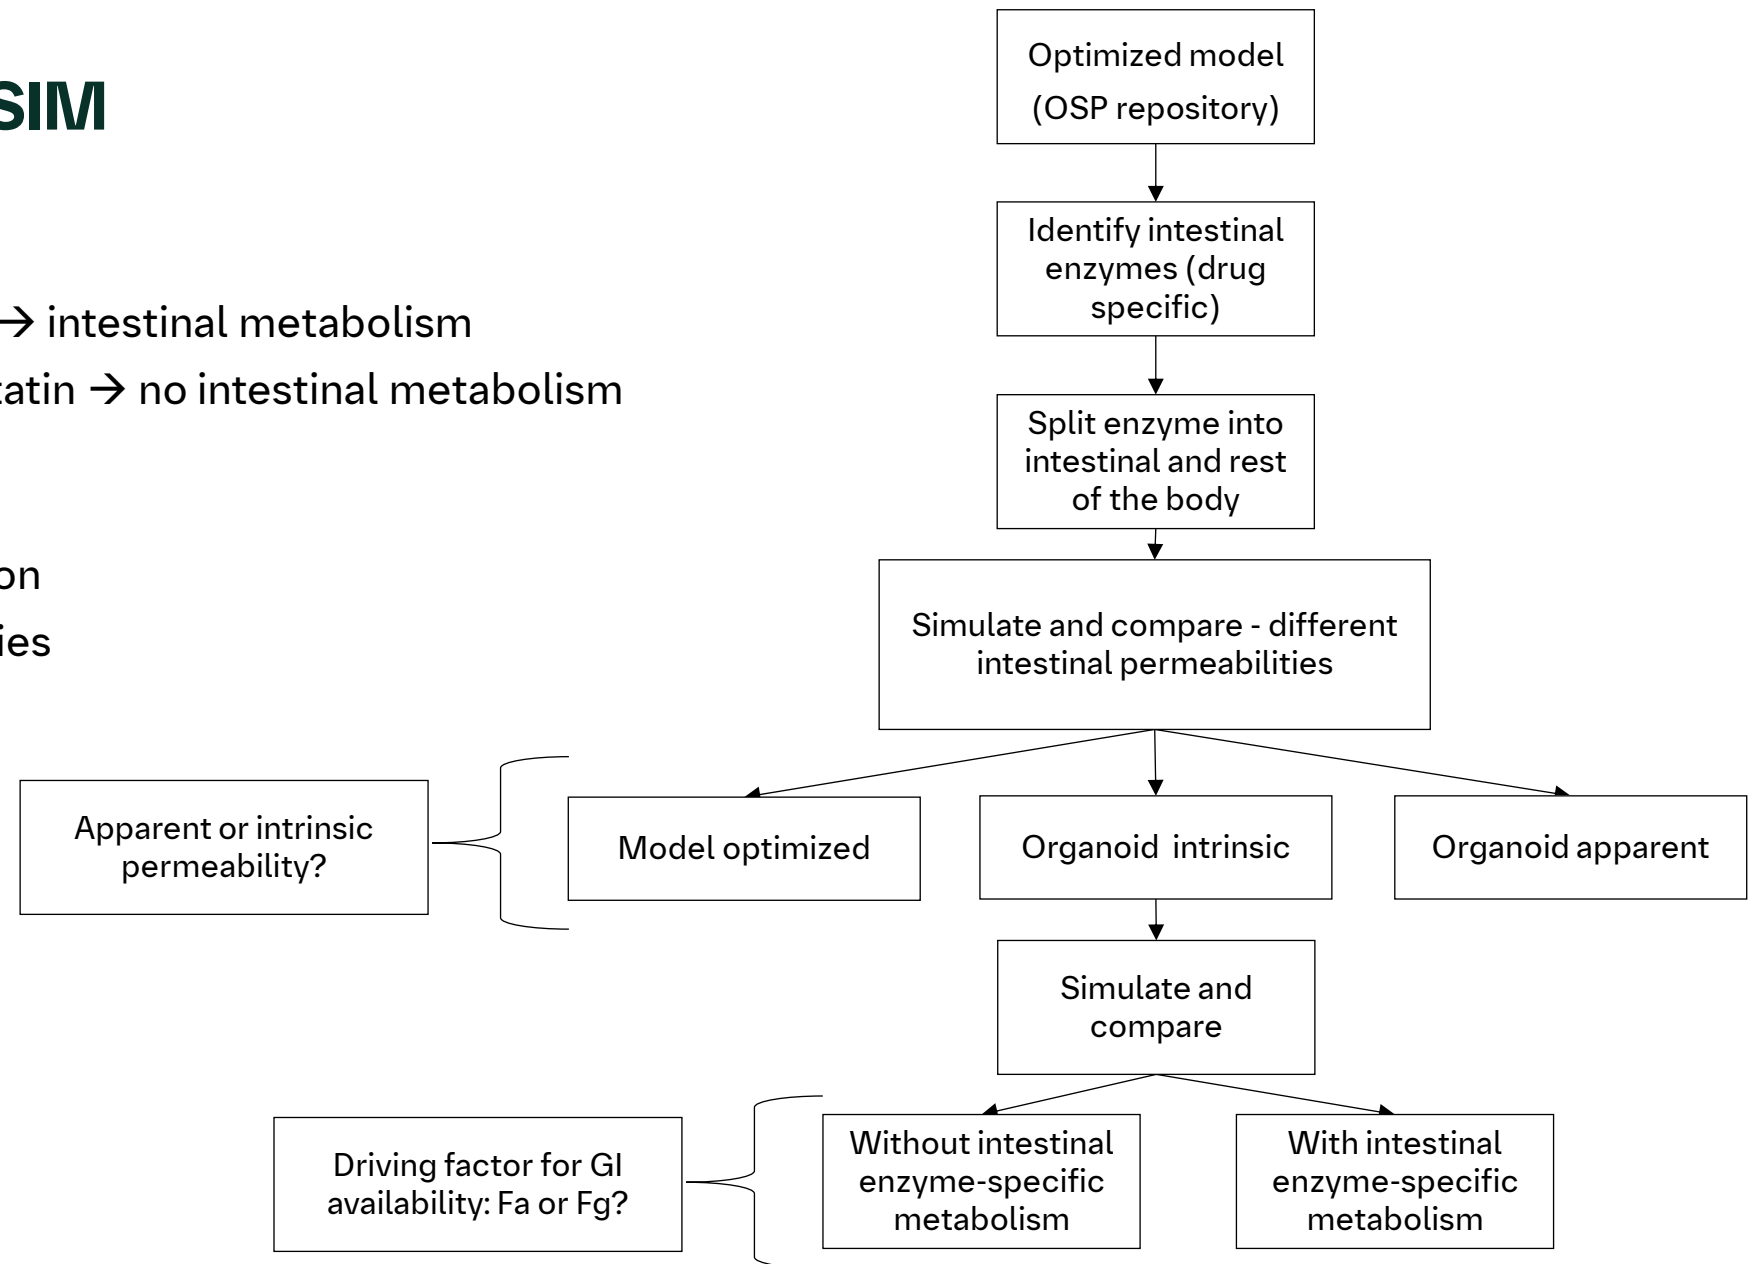 SIM
→ intestinal metabolism
tatin → no intestinal metabolism
on
ies
Optimized model
(OSP repository)
Identify intestinal
enzymes (drug
specific)
Split enzyme into
intestinal and rest
of the body
Simulate and compare - different
intestinal permeabilities
Apparent or intrinsic
permeability?
Model optimized
Organoid intrinsic
Organoid apparent
Simulate and
compare
Driving factor for GI
availability: Fa or Fg?
Without intestinal
enzyme-specific
metabolism
With intestinal
enzyme-specific
metabolism